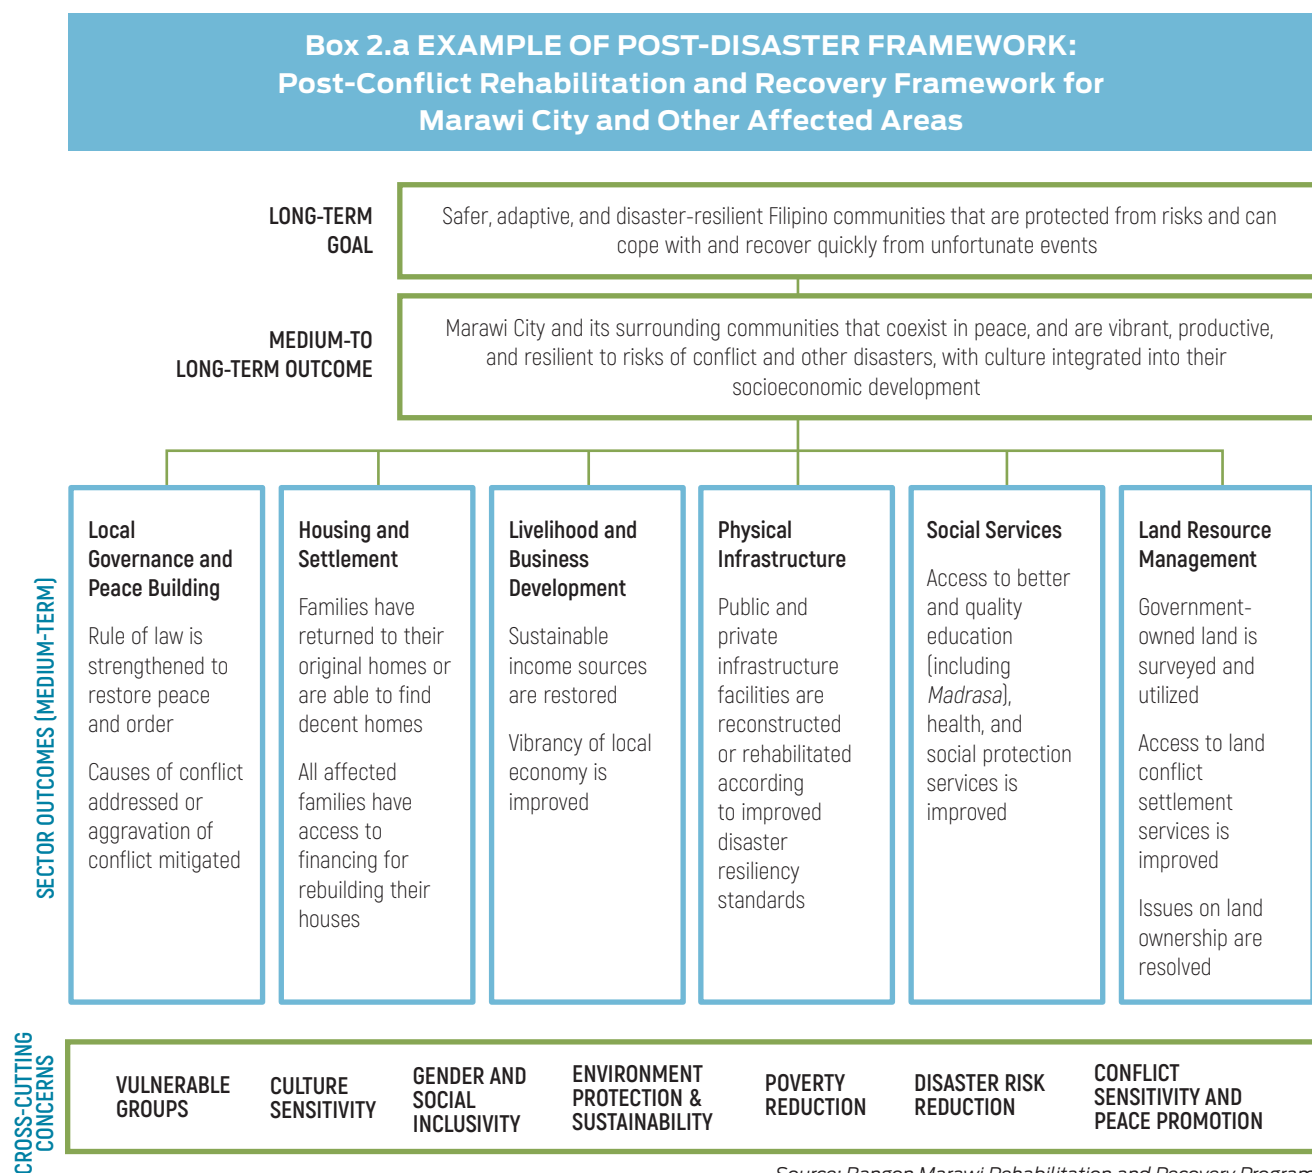 Box 2.a EXAMPLE OF POST-DISASTER FRAMEWORK:
Post-Conflict Rehabilitation and Recovery Framework for
Marawi City and Other Affected Areas
LONG-TERM
GOAL
Safer, adaptive, and disaster-resilient Filipino communities that are protected from risks and can
cope with and recover quickly from unfortunate events
MEDIUM-TO
LONG-TERM OUTCOME
Marawi City and its surrounding communities that coexist in peace, and are vibrant, productive,
and resilient to risks of conflict and other disasters, with culture integrated into their
socioeconomic development
SECTOR OUTCOMES (MEDIUM-TERM)
Local
Governance and
Peace Building
Rule of law is
strengthened to
restore peace
and order
Causes of conflict
addressed or
aggravation of
conflict mitigated
Housing and
Settlement
Families have
returned to their
original homes or
are able to find
decent homes
All affected
families have
access to
financing for
rebuilding their
houses
Livelihood and
Business
Development
Sustainable
income sources
are restored
Vibrancy of local
economy is
improved
Physical
Infrastructure
Public and
private
infrastructure
facilities are
reconstructed
or rehabilitated
according
to improved
disaster
resiliency
standards
Social Services
Access to better
and quality
education
(including
Madrasa),
health, and
social protection
services is
improved
Land Resource
Management
Government-
owned land is
surveyed and
utilized
Access to land
conflict
settlement
services is
improved
Issues on land
ownership are
resolved
CROSS-CUTTING
CONCERNS
VULNERABLE
GROUPS
CULTURE
SENSITIVITY
GENDER AND
SOCIAL
INCLUSIVITY
ENVIRONMENT
PROTECTION &
SUSTAINABILITY
POVERTY
REDUCTION
DISASTER RISK
REDUCTION
CONFLICT
SENSITIVITY AND
PEACE PROMOTION
Source: Bangon Marawi Rehabilitation and Recovery Program